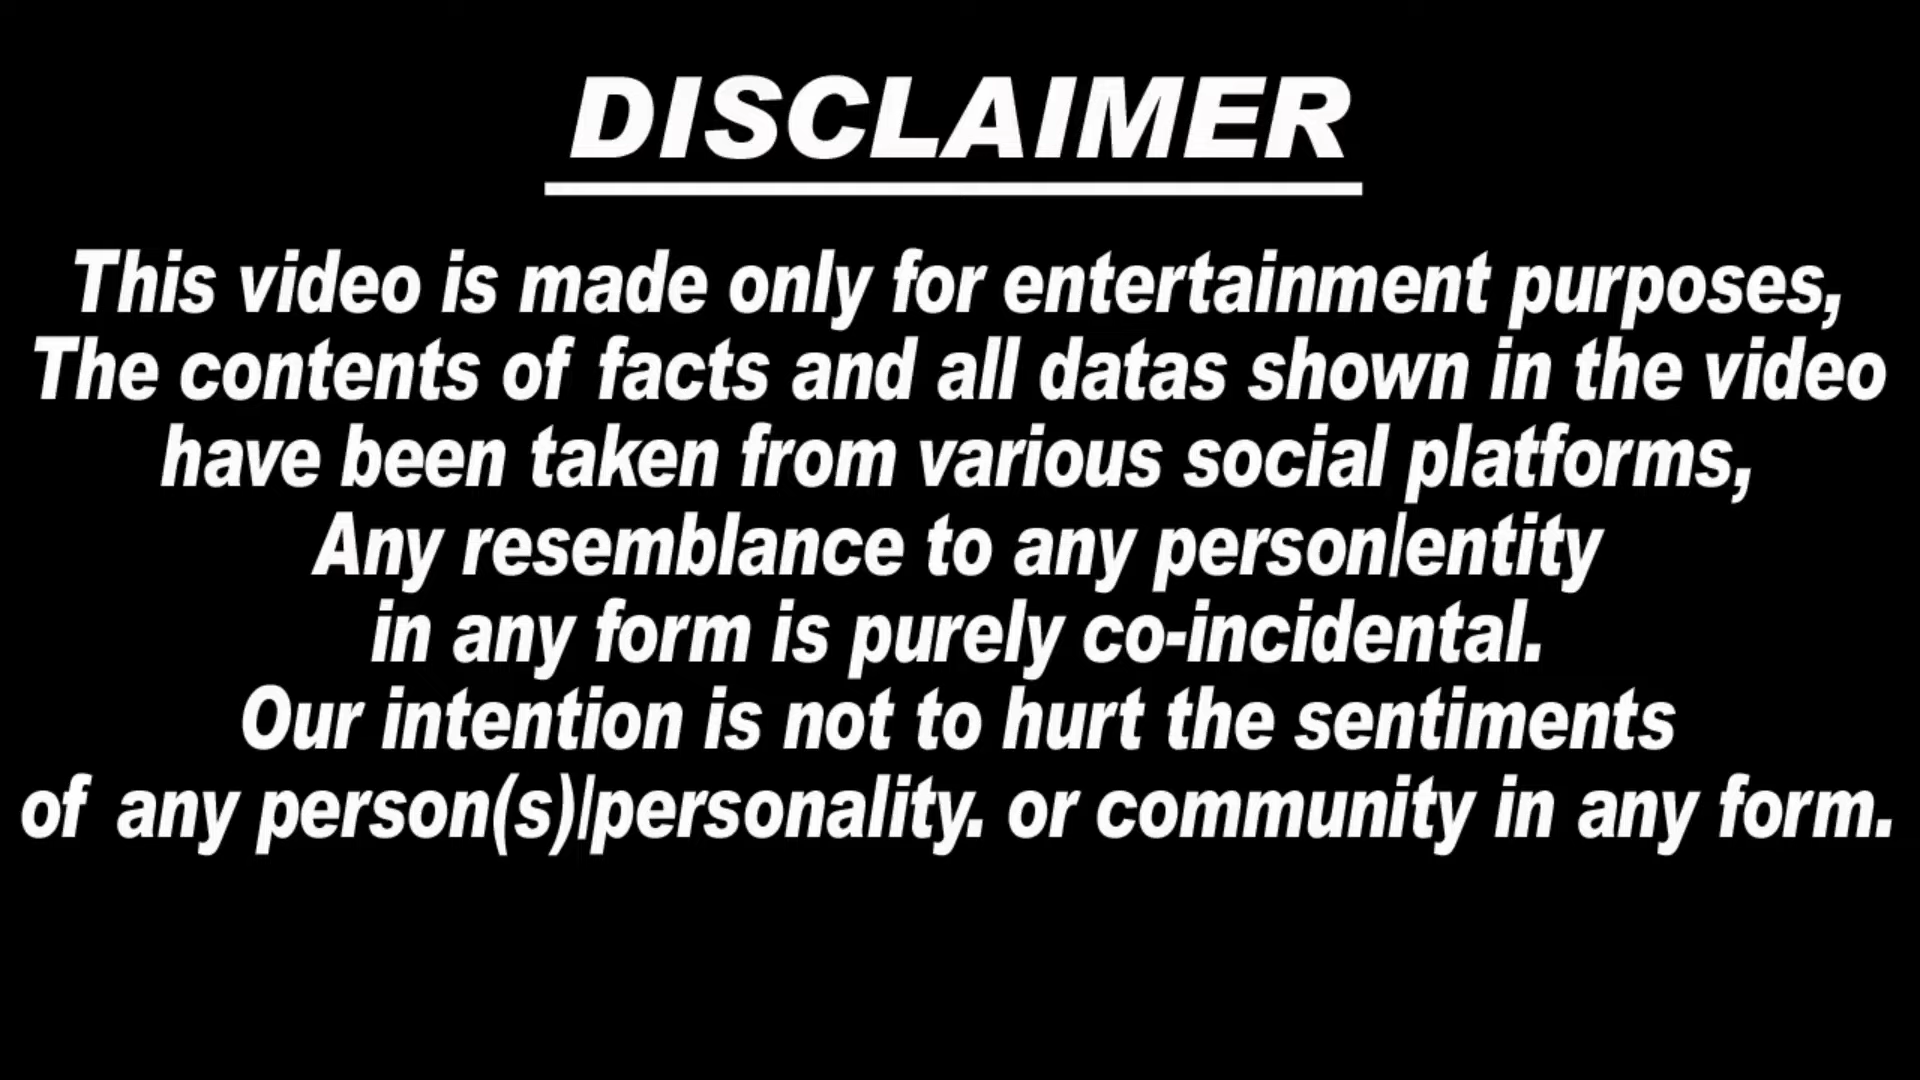 DISCLAIMER
This video is made only for entertainment purposes,
The contents of facts and all datas shown in the video
have been taken from various social platforms,
Any resemblance to any person/entity
in any form is purely co-incidental.
Our intention is not to hurt the sentiments
of any person(s)/personality. or community in any form.